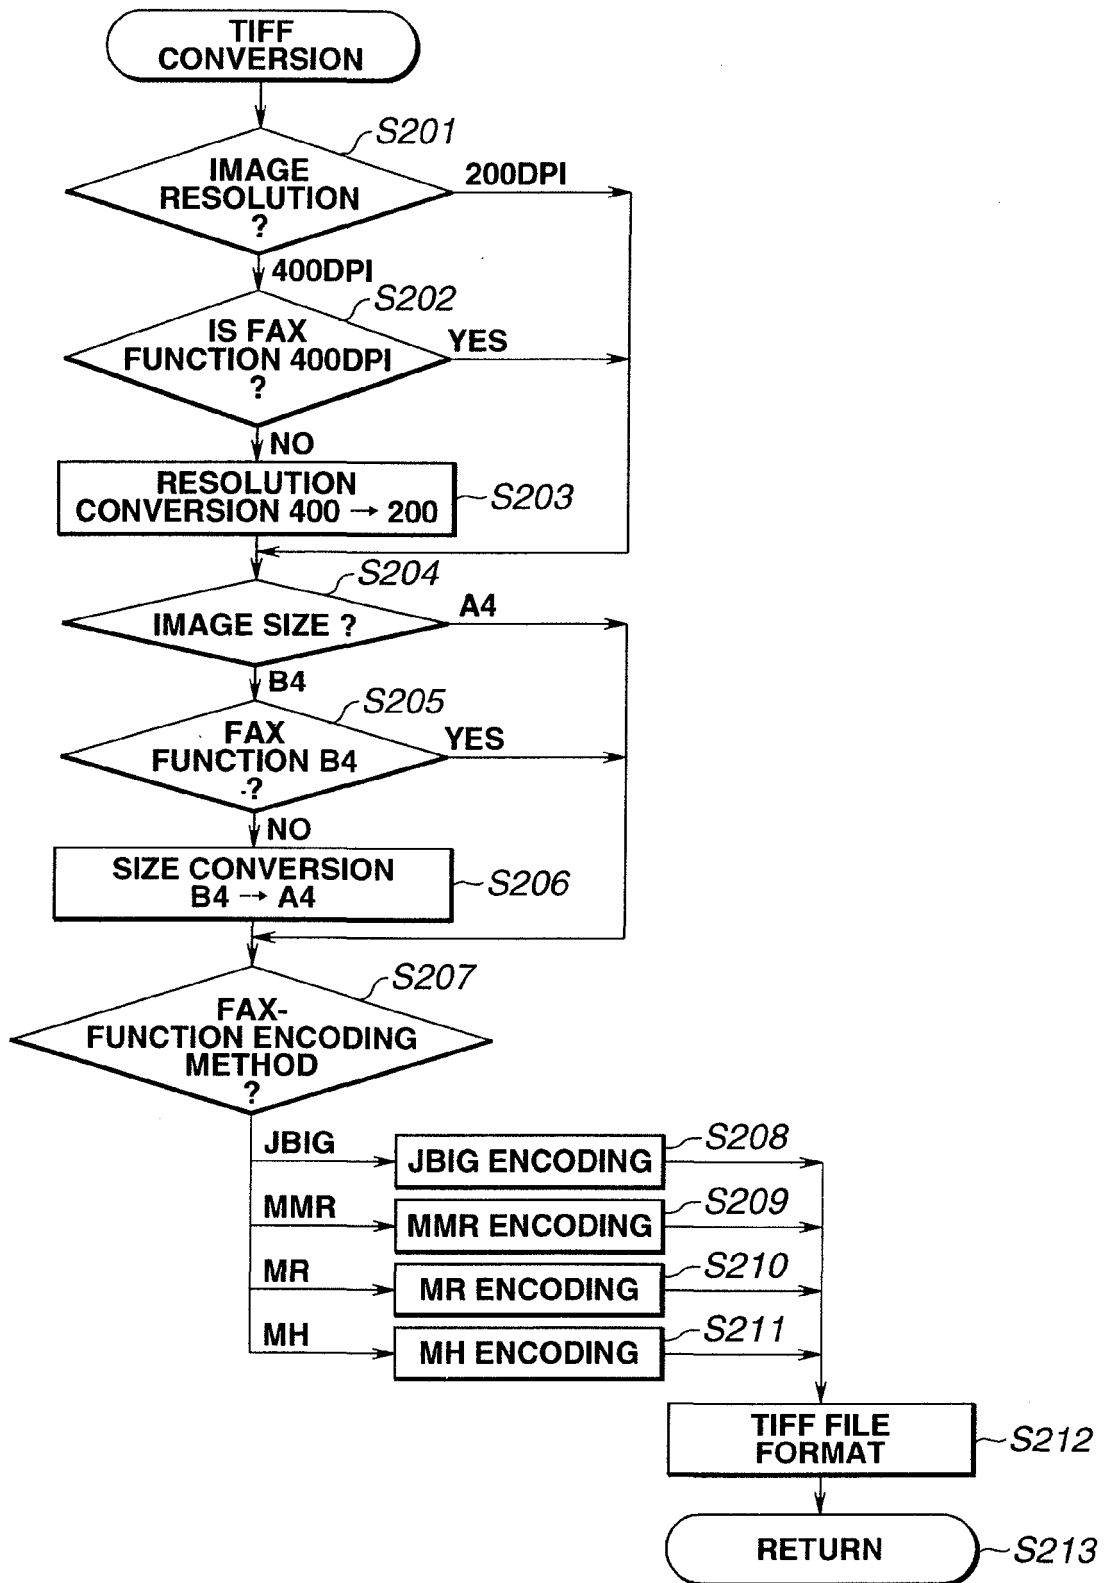 TIFF
CONVERSION
S201
IMAGE
RESOLUTION
?
200DPI
400DPI
S202
IS FAX
FUNCTION 400DPI
?
YES
NO
RESOLUTION
CONVERSION 400 → 200
S203
S204
IMAGE SIZE ?
A4
B4
S205
FAX
FUNCTION B4
?
YES
NO
SIZE CONVERSION
B4 → A4
S206
S207
FAX-
FUNCTION ENCODING
METHOD
?
JBIG
JBIG ENCODING
S208
MMR
MMR ENCODING
S209
MR
MR ENCODING
S210
MH
MH ENCODING
S211
TIFF FILE
FORMAT
S212
RETURN
S213